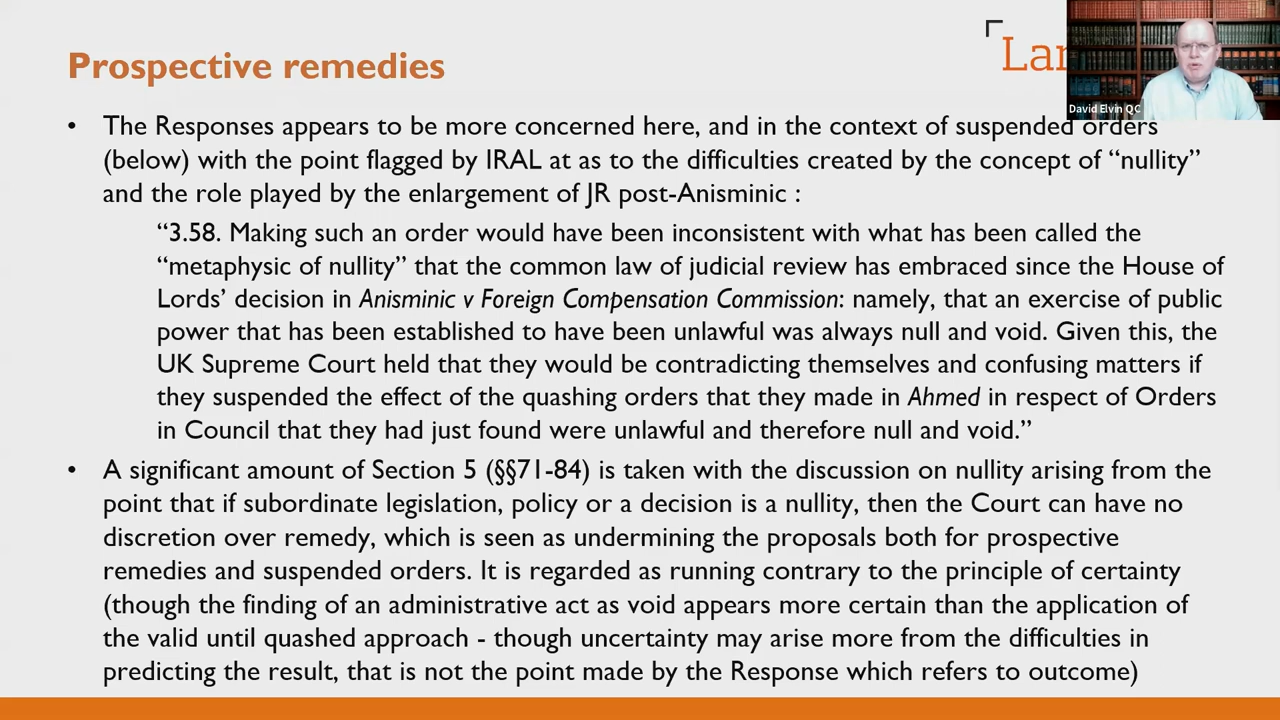 Prospective remedies
Lan
David Elvin QC
• The Responses appears to be more concerned here, and in the context of suspended orders
(below) with the point flagged by IRAL at as to the difficulties created by the concept of “nullity”
and the role played by the enlargement of JR post-Anisminic :
“3.58. Making such an order would have been inconsistent with what has been called the
“metaphysic of nullity” that the common law of judicial review has embraced since the House of
Lords’ decision in Anisminic v Foreign Compensation Commission: namely, that an exercise of public
power that has been established to have been unlawful was always null and void. Given this, the
UK Supreme Court held that they would be contradicting themselves and confusing matters if
they suspended the effect of the quashing orders that they made in Ahmed in respect of Orders
in Council that they had just found were unlawful and therefore null and void.”
• A significant amount of Section 5 (§§71-84) is taken with the discussion on nullity arising from the
point that if subordinate legislation, policy or a decision is a nullity, then the Court can have no
discretion over remedy, which is seen as undermining the proposals both for prospective
remedies and suspended orders. It is regarded as running contrary to the principle of certainty
(though the finding of an administrative act as void appears more certain than the application of
the valid until quashed approach - though uncertainty may arise more from the difficulties in
predicting the result, that is not the point made by the Response which refers to outcome)